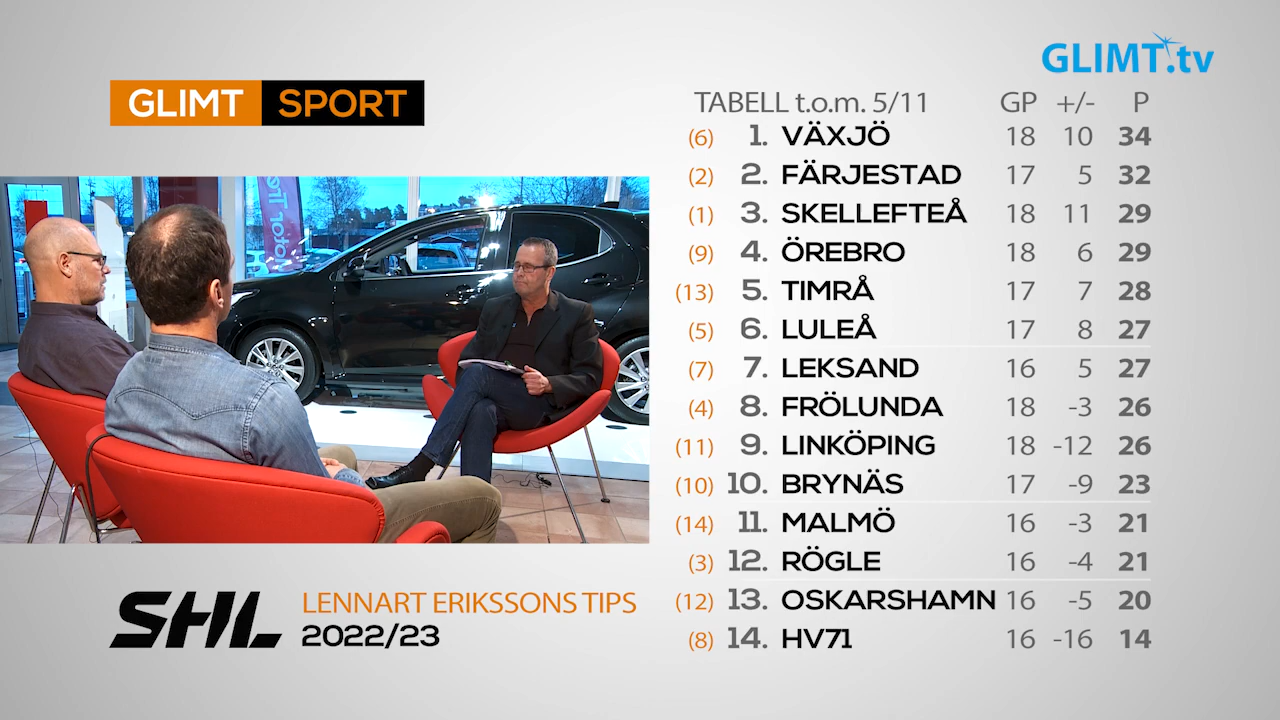 GLIMT.tv
GLIMT SPORT
TABELL t.o.m. 5/11 GP +/- P
(6) 1. VÄXJÖ 18 10 34
(2) 2. FÄRJESTAD 17 5 32
(1) 3. SKELLEFTEÅ 18 11 29
(9) 4. ÖREBRO 18 6 29
(13) 5. TIMRÅ 17 7 28
(5) 6. LULEÅ 17 8 27
(7) 7. LEKSAND 16 5 27
(4) 8. FRÖLUNDA 18 -3 26
(11) 9. LINKÖPING 18 -12 26
(10) 10. BRYNÄS 17 -9 23
(14) 11. MALMÖ 16 -3 21
(3) 12. RÖGLE 16 -4 21
(12) 13. OSKARSHAMN 16 -5 20
(8) 14. HV71 16 -16 14
SHL
LENNART ERIKSSONS TIPS
2022/23